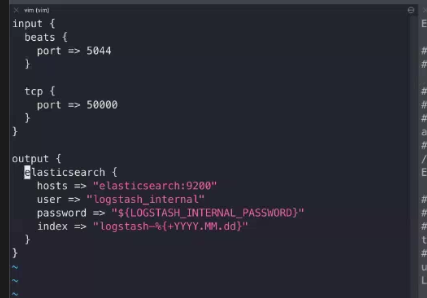 vim (vim)
input {
  beats {
    port => 5044
  }

  tcp {
    port => 50000
  }
}

output {
  elasticsearch {
    hosts => "elasticsearch:9200"
    user => "logstash_internal"
    password => "${LOGSTASH_INTERNAL_PASSWORD}"
    index => "logstash-%{+YYYY.MM.dd}"
  }
}
~
~
~
E
#
#
#
#
#
a
#
/
E
#
#
#
t
#
u
L